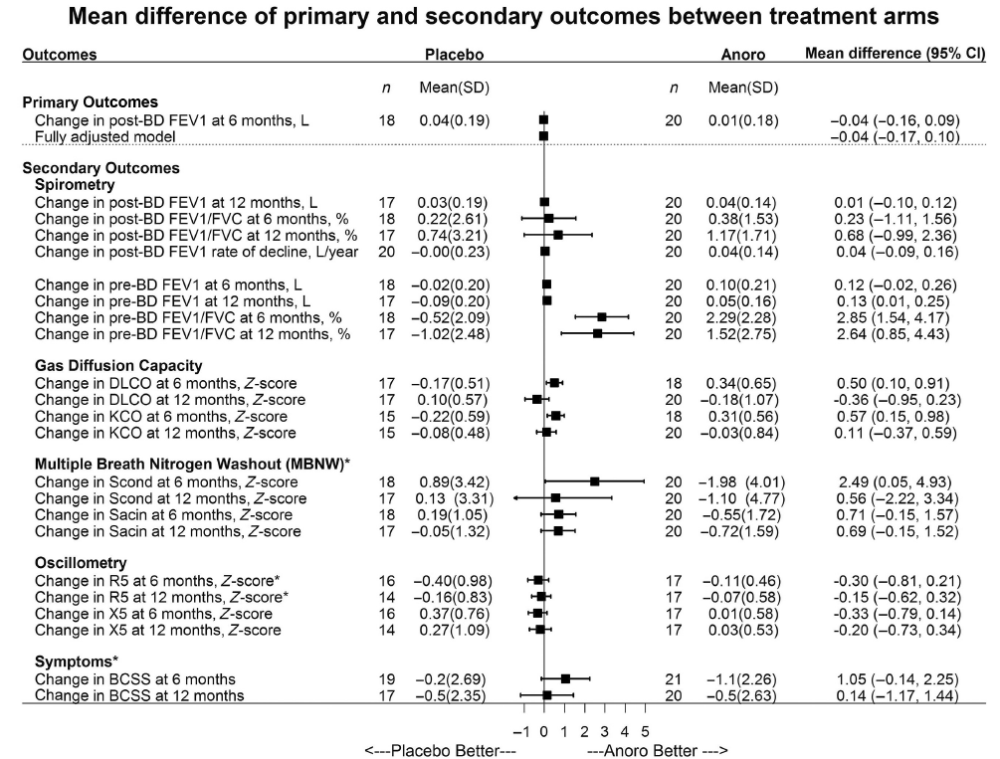 Mean difference of primary and secondary outcomes between treatment arms
Outcomes Placebo Anoro Mean difference (95% CI)
n Mean(SD) n Mean(SD)
Primary Outcomes
Change in post-BD FEV1 at 6 months, L 18 0.04(0.19) 20 0.01(0.18) −0.04 (−0.16, 0.09)
Fully adjusted model −0.04 (−0.17, 0.10)
Secondary Outcomes
Spirometry
Change in post-BD FEV1 at 12 months, L 17 0.03(0.19) 20 0.04(0.14) 0.01 (−0.10, 0.12)
Change in post-BD FEV1/FVC at 6 months, % 18 0.22(2.61) 20 0.38(1.53) 0.23 (−1.11, 1.56)
Change in post-BD FEV1/FVC at 12 months, % 17 0.74(3.21) 20 1.17(1.71) 0.68 (−0.99, 2.36)
Change in post-BD FEV1 rate of decline, L/year 20 −0.00(0.23) 20 0.04(0.14) 0.04 (−0.09, 0.16)
Change in pre-BD FEV1 at 6 months, L 18 −0.02(0.20) 20 0.10(0.21) 0.12 (−0.02, 0.26)
Change in pre-BD FEV1 at 12 months, L 17 −0.09(0.20) 20 0.05(0.16) 0.13 (0.01, 0.25)
Change in pre-BD FEV1/FVC at 6 months, % 18 −0.52(2.09) 20 2.29(2.28) 2.85 (1.54, 4.17)
Change in pre-BD FEV1/FVC at 12 months, % 17 −1.02(2.48) 20 1.52(2.75) 2.64 (0.85, 4.43)
Gas Diffusion Capacity
Change in DLCO at 6 months, Z-score 17 −0.17(0.51) 18 0.34(0.65) 0.50 (0.10, 0.91)
Change in DLCO at 12 months, Z-score 17 0.10(0.57) 20 −0.18(1.07) -0.36 (−0.95, 0.23)
Change in KCO at 6 months, Z-score 15 −0.22(0.59) 18 0.31(0.56) 0.57 (0.15, 0.98)
Change in KCO at 12 months, Z-score 15 −0.08(0.48) 20 −0.03(0.84) 0.11 (−0.37, 0.59)
Multiple Breath Nitrogen Washout (MBNW)*
Change in Scond at 6 months, Z-score 18 0.89(3.42) 20 −1.98 (4.01) 2.49 (0.05, 4.93)
Change in Scond at 12 months, Z-score 17 0.13 (3.31) 20 −1.10 (4.77) 0.56 (−2.22, 3.34)
Change in Sacin at 6 months, Z-score 18 0.19(1.05) 20 −0.55(1.72) 0.71 (−0.15, 1.57)
Change in Sacin at 12 months, Z-score 17 −0.05(1.32) 20 −0.72(1.59) 0.69 (−0.15, 1.52)
Oscillometry
Change in R5 at 6 months, Z-score* 16 −0.40(0.98) 17 −0.11(0.46) -0.30 (−0.81, 0.21)
Change in R5 at 12 months, Z-score* 14 −0.16(0.83) 17 −0.07(0.58) -0.15 (−0.62, 0.32)
Change in X5 at 6 months, Z-score 16 0.37(0.76) 17 0.01(0.58) -0.33 (−0.79, 0.14)
Change in X5 at 12 months, Z-score 14 0.27(1.09) 17 0.03(0.53) -0.20 (−0.73, 0.34)
Symptoms*
Change in BCSS at 6 months 19 −0.2(2.69) 21 −1.1(2.26) 1.05 (−0.14, 2.25)
Change in BCSS at 12 months 17 −0.5(2.35) 20 −0.5(2.63) 0.14 (−1.17, 1.44)
−1 0 1 2 3 4 5
<---Placebo Better--- ---Anoro Better --->